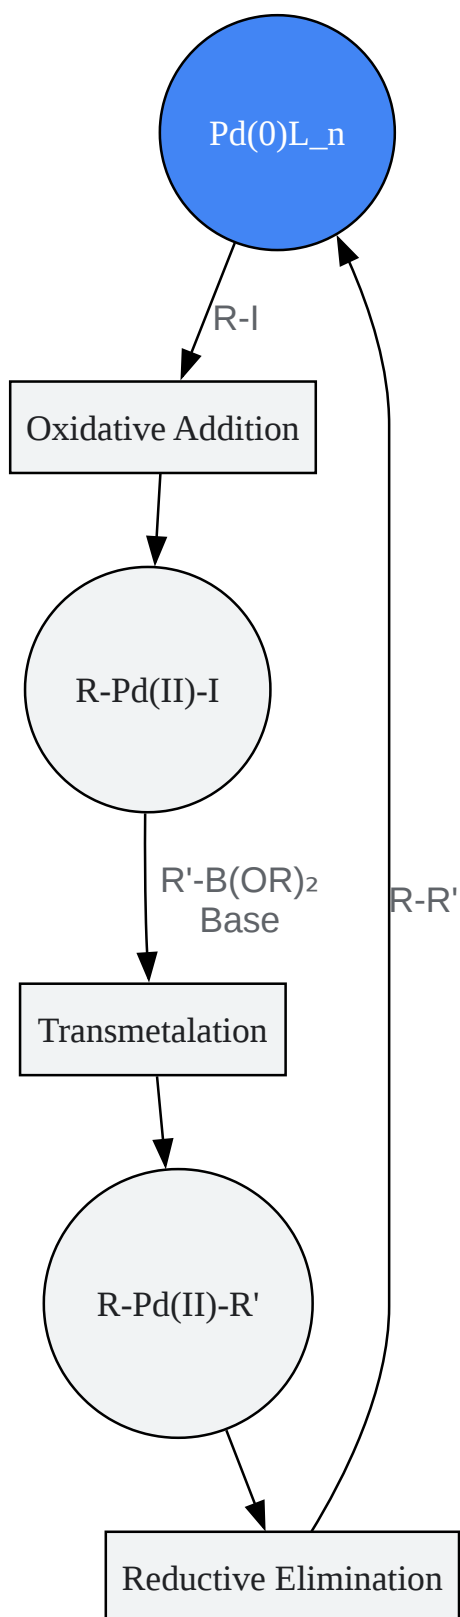 Pd(0)L_n
R-I
Oxidative Addition
R-Pd(II)-I
R'-B(OR)₂
Base
R-R'
Transmetalation
R-Pd(II)-R'
Reductive Elimination